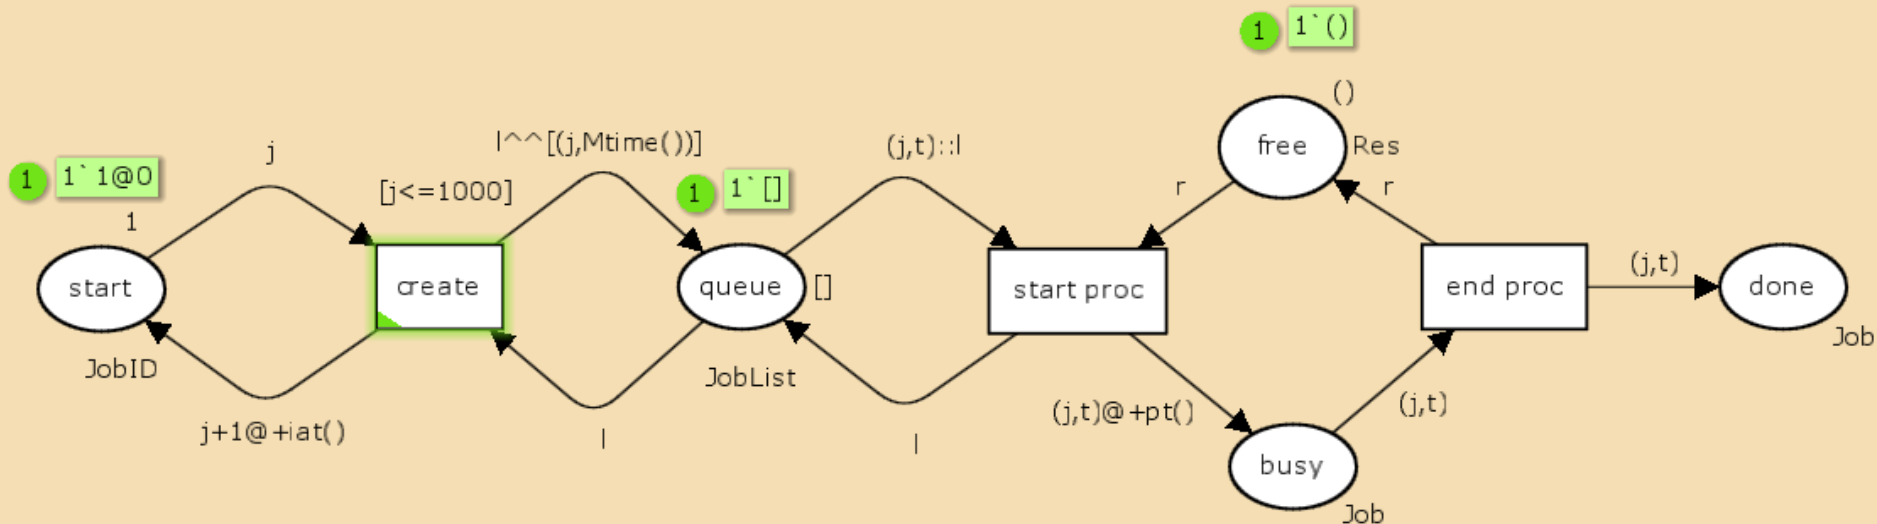 1 1`()
()
free Res
j l^^[(j,Mtime())] (j,t)::l
1 1`1@0 [j<=1000] 1 1`[] r r
1
start create queue [] start proc end proc (j,t) done
JobID JobList Job
j+1@+iat() l l (j,t)@+pt() (j,t)
busy
Job